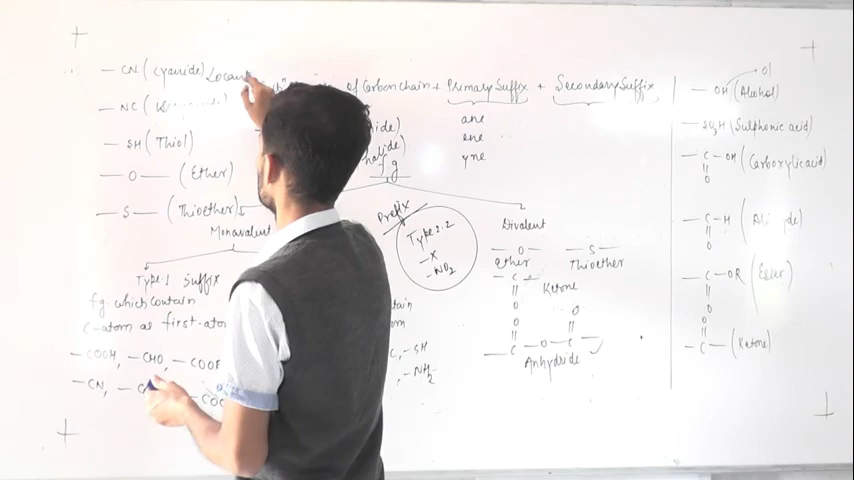 – CN (Cyanide) Locant
of Carbon chain + Primary Suffix + Secondary Suffix
– NC
– SH (Thiol)
– O – (Ether)
– S – (Thioether)
ane
ene
yne
fg
Monovalent
Type 1 Suffix
fg. which contain
C-atom as first-atom
– COOH, – CHO, – COOR
– CN,
Prefix
Type 2.2
– X
– NO2
– SH
– NH2
Divalent
– O –
– S –
Ether
Thioether
– C –
||
O
Ketone
O
O
||
||
– C – O – C –
Anhydride
ol
– OH (Alcohol)
– SO3H (Sulphonic acid)
– C – OH (Carboxylic acid)
||
O
– C – H
||
O
– C – OR (Ester)
||
O
O
||
– C – (Ketone)